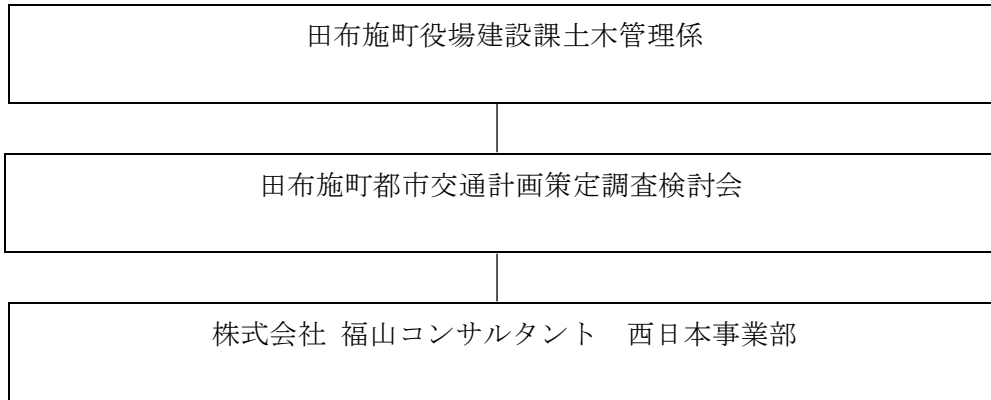 田布施町役場建設課土木管理係
田布施町都市交通計画策定調査検討会
株式会社 福山コンサルタント　西日本事業部